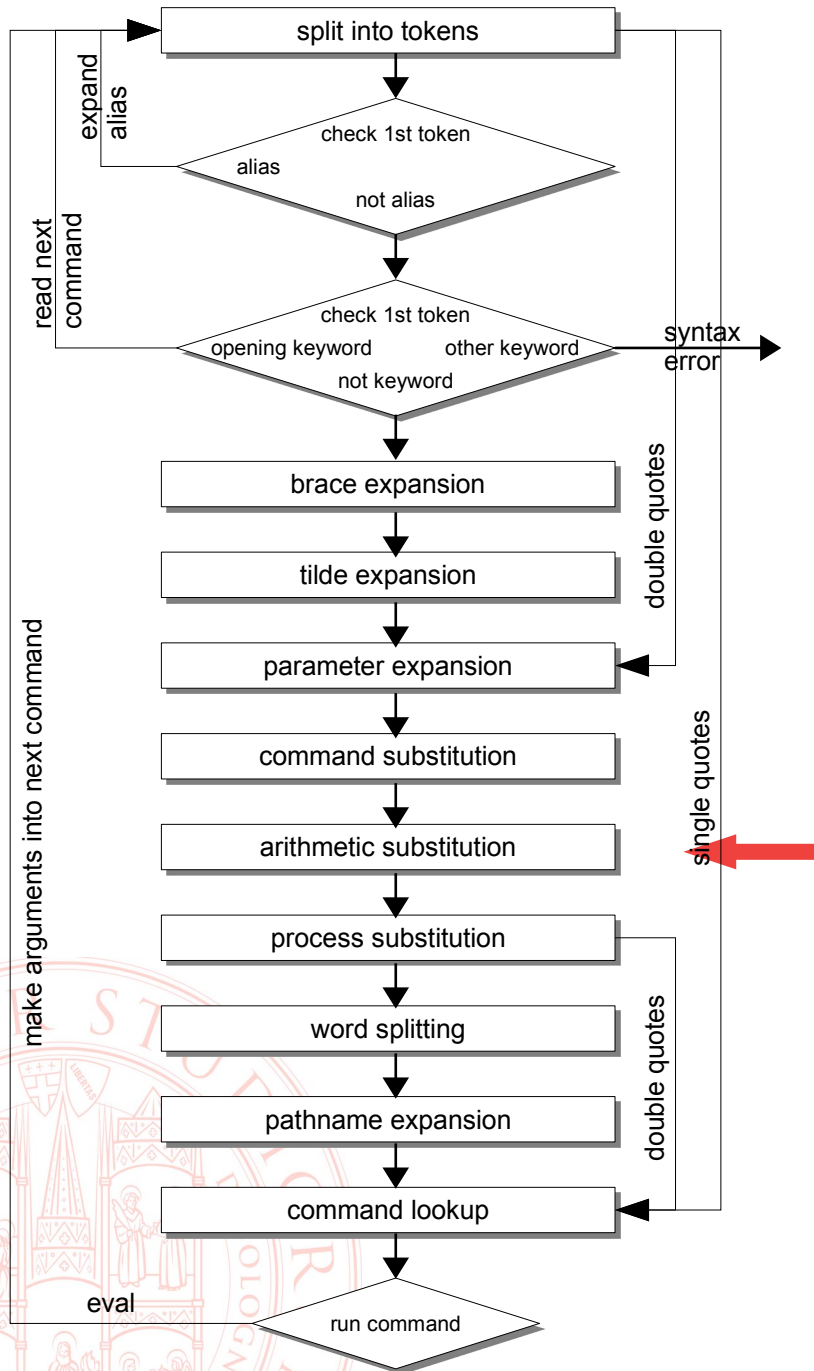 split into tokens
expand
alias
check 1st token
alias
not alias
read next
command
check 1st token
opening keyword
other keyword
not keyword
syntax
error
brace expansion
double quotes
tilde expansion
parameter expansion
make arguments into next command
command substitution
single quotes
arithmetic substitution
process substitution
word splitting
double quotes
pathname expansion
command lookup
eval
run command
R STUDIOR
LIBERTAS